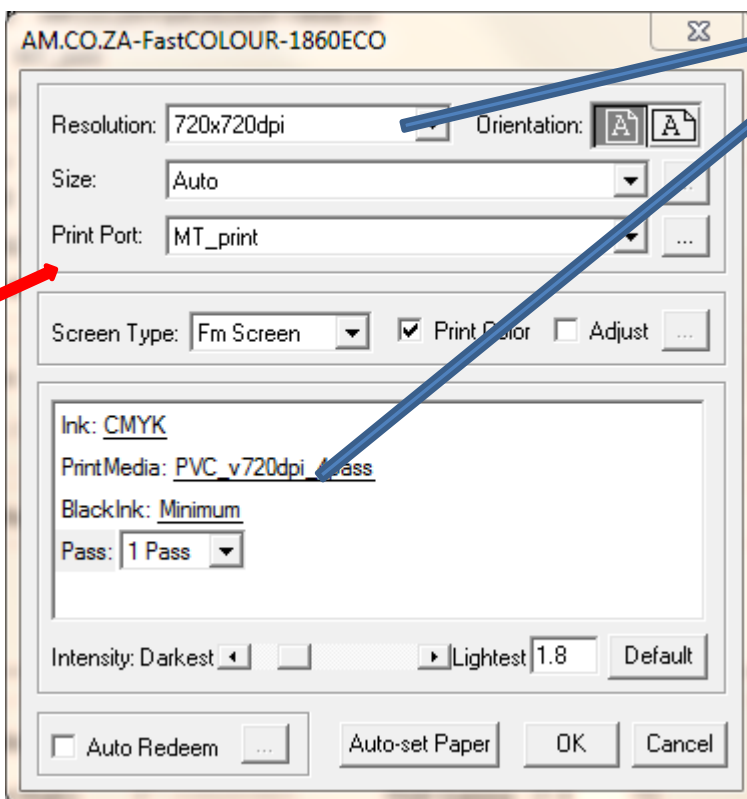 AM.CO.ZA-FastCOLOUR-1860ECO
Resolution: 720x720dpi Orientation: A A
Size: Auto ...
Print Port: MT_print ...
Screen Type: Fm Screen Print Color Adjust ...
Ink: CMYK
PrintMedia: PVC_v720dpi_4pass
BlackInk: Minimum
Pass: 1 Pass
Intensity: Darkest Lightest 1.8 Default
Auto Redeem ... Auto-set Paper OK Cancel